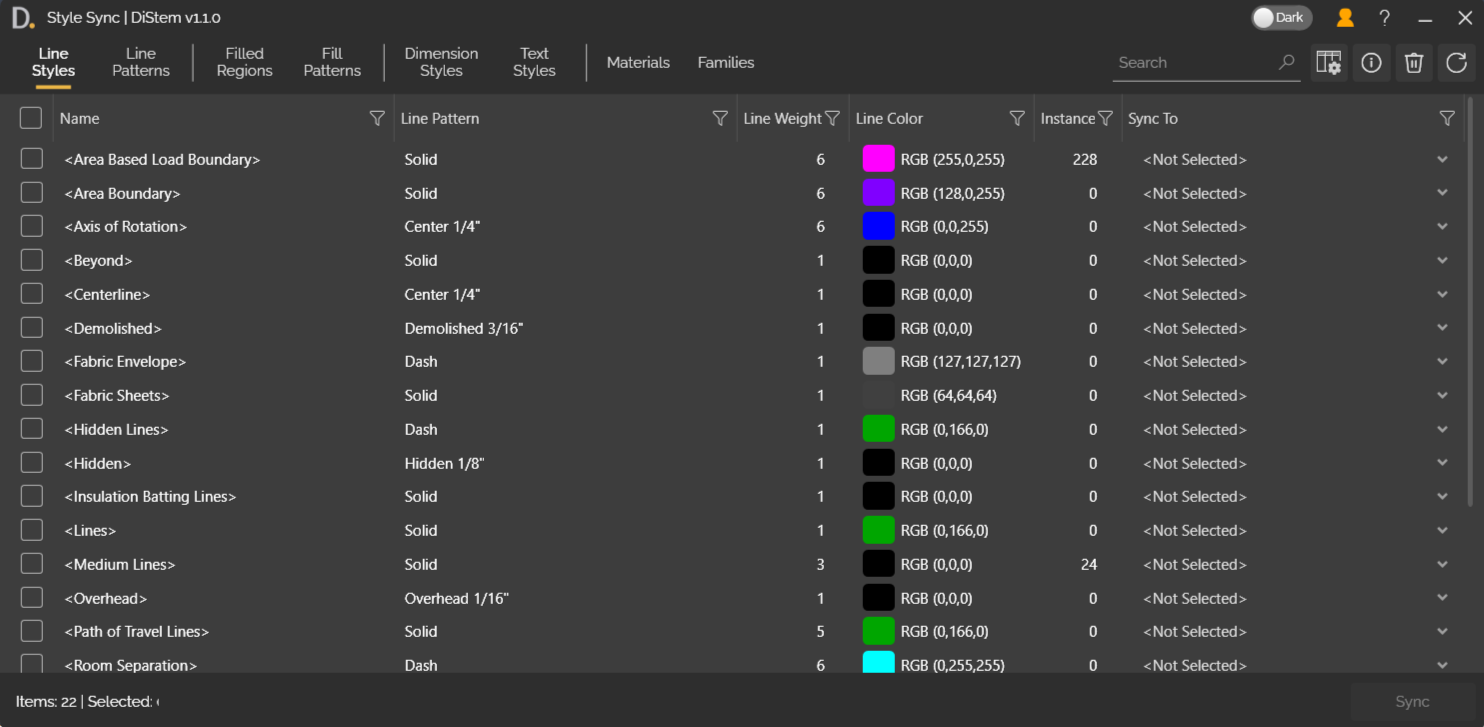 D. Style Sync | DiStem v1.1.0 Dark ?
Line Styles Line Patterns Filled Regions Fill Patterns Dimension Styles Text Styles Materials Families Search
Name Line Pattern Line Weight Line Color Instance Sync To
<Area Based Load Boundary> Solid 6 RGB (255,0,255) 228 <Not Selected>
<Area Boundary> Solid 6 RGB (128,0,255) 0 <Not Selected>
<Axis of Rotation> Center 1/4" 6 RGB (0,0,255) 0 <Not Selected>
<Beyond> Solid 1 RGB (0,0,0) 0 <Not Selected>
<Centerline> Center 1/4" 1 RGB (0,0,0) 0 <Not Selected>
<Demolished> Demolished 3/16" 1 RGB (0,0,0) 0 <Not Selected>
<Fabric Envelope> Dash 1 RGB (127,127,127) 0 <Not Selected>
<Fabric Sheets> Solid 1 RGB (64,64,64) 0 <Not Selected>
<Hidden Lines> Dash 1 RGB (0,166,0) 0 <Not Selected>
<Hidden> Hidden 1/8" 1 RGB (0,0,0) 0 <Not Selected>
<Insulation Batting Lines> Solid 1 RGB (0,0,0) 0 <Not Selected>
<Lines> Solid 1 RGB (0,166,0) 0 <Not Selected>
<Medium Lines> Solid 3 RGB (0,0,0) 24 <Not Selected>
<Overhead> Overhead 1/16" 1 RGB (0,0,0) 0 <Not Selected>
<Path of Travel Lines> Solid 5 RGB (0,166,0) 0 <Not Selected>
<Room Separation> Dash 6 RGB (0,255,255) 0 <Not Selected>
Items: 22 | Selected: Sync